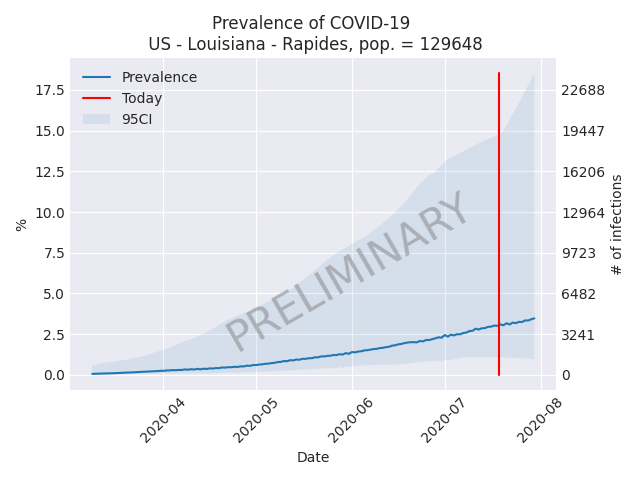 Prevalence of COVID-19
US - Louisiana - Rapides, pop. = 129648
Prevalence
Today
95CI
17.5
15.0
12.5
10.0
7.5
5.0
2.5
0.0
%
22688
19447
16206
12964
9723
6482
3241
0
# of infections
PRELIMINARY
2020-04
2020-05
2020-06
2020-07
2020-08
Date